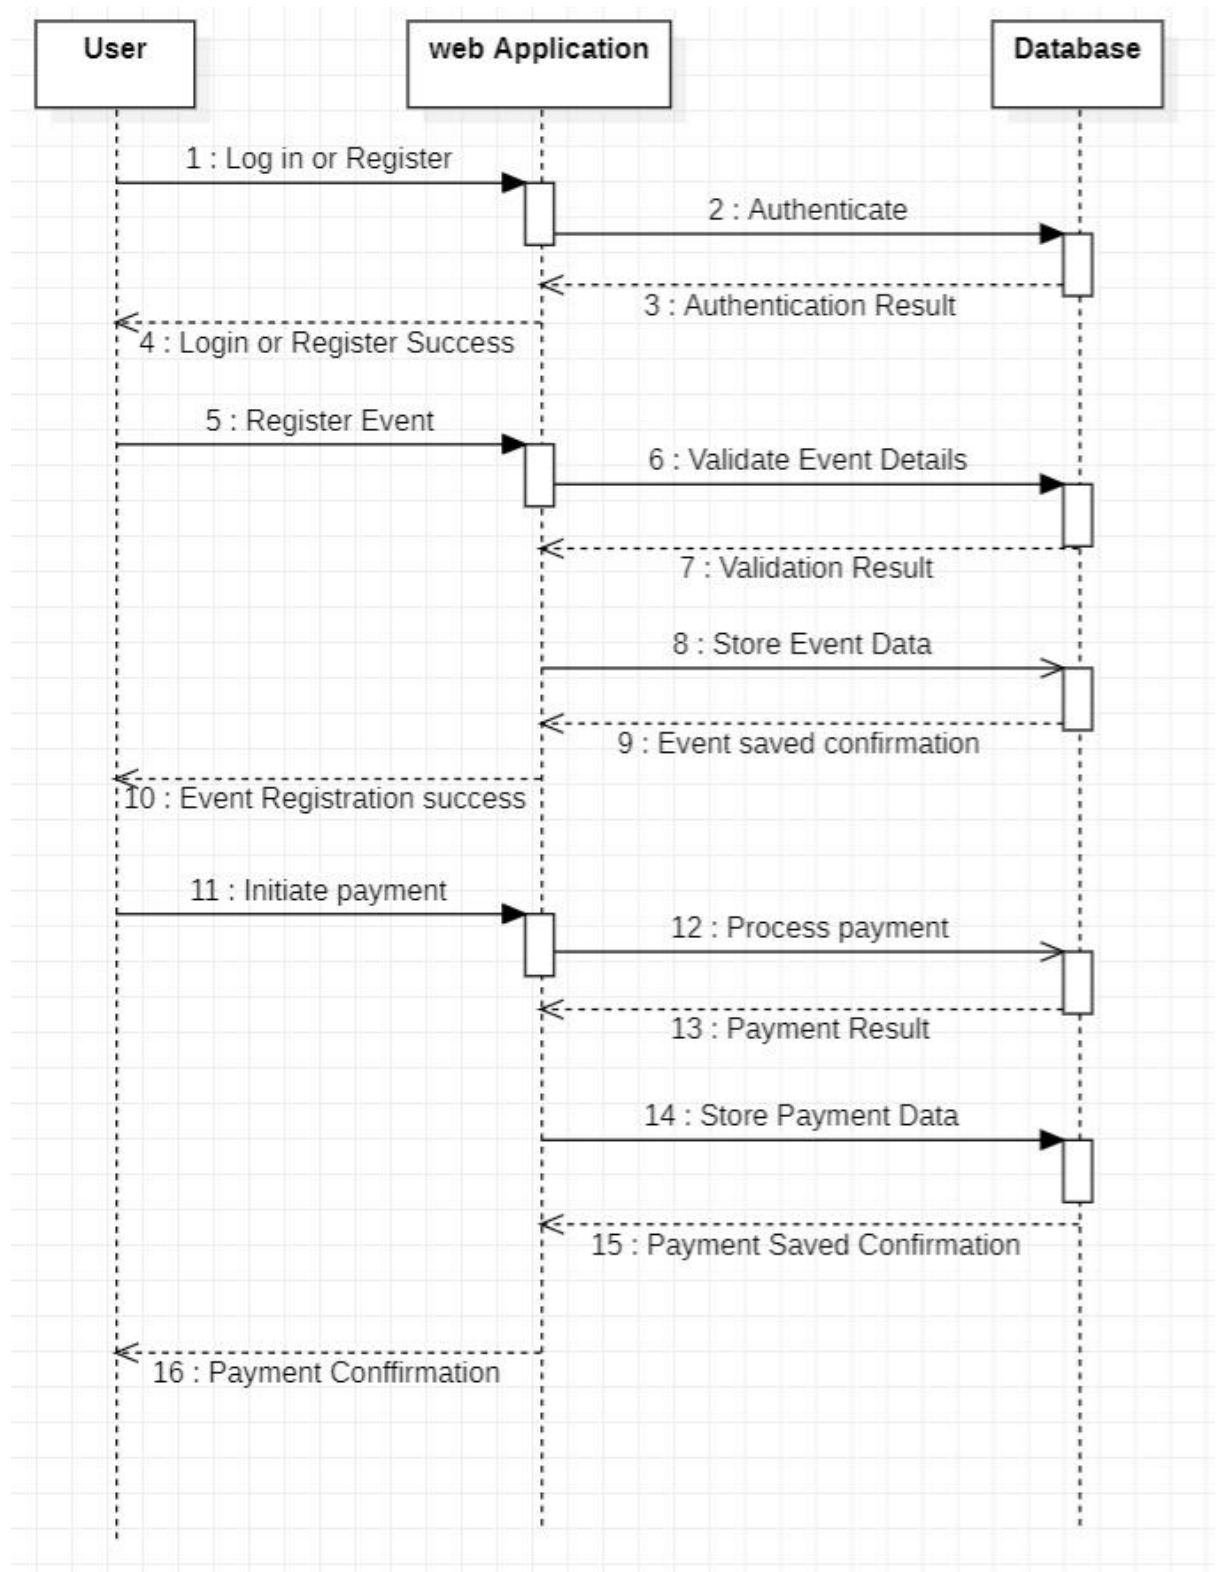 User
web Application
Database
1 : Log in or Register
2 : Authenticate
3 : Authentication Result
4 : Login or Register Success
5 : Register Event
6 : Validate Event Details
7 : Validation Result
8 : Store Event Data
9 : Event saved confirmation
10 : Event Registration success
11 : Initiate payment
12 : Process payment
13 : Payment Result
14 : Store Payment Data
15 : Payment Saved Confirmation
16 : Payment Conffirmation